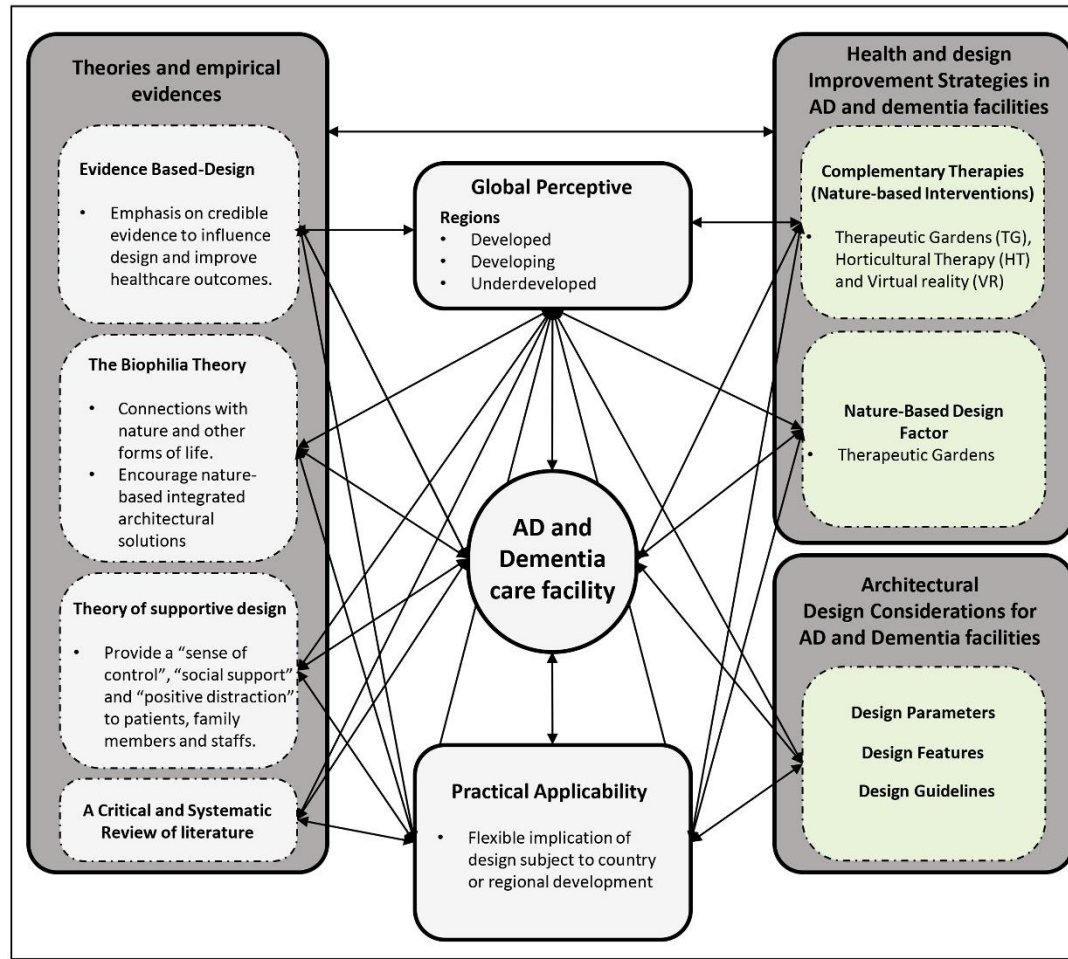 Theories and empirical
evidences
Evidence Based-Design
• Emphasis on credible
evidence to influence
design and improve
healthcare outcomes.
The Biophilia Theory
• Connections with
nature and other
forms of life.
• Encourage nature-
based integrated
architectural
solutions
Theory of supportive design
• Provide a “sense of
control”, “social support”
and “positive distraction”
to patients, family
members and staffs.
A Critical and Systematic
Review of literature
Global Perceptive
Regions
• Developed
• Developing
• Underdeveloped
AD and
Dementia
care facility
Practical Applicability
• Flexible implication of
design subject to country
or regional development
Health and design
Improvement Strategies in
AD and dementia facilities
Complementary Therapies
(Nature-based Interventions)
• Therapeutic Gardens (TG),
Horticultural Therapy (HT)
and Virtual reality (VR)
Nature-Based Design
Factor
• Therapeutic Gardens
Architectural
Design Considerations for
AD and Dementia facilities
Design Parameters
Design Features
Design Guidelines